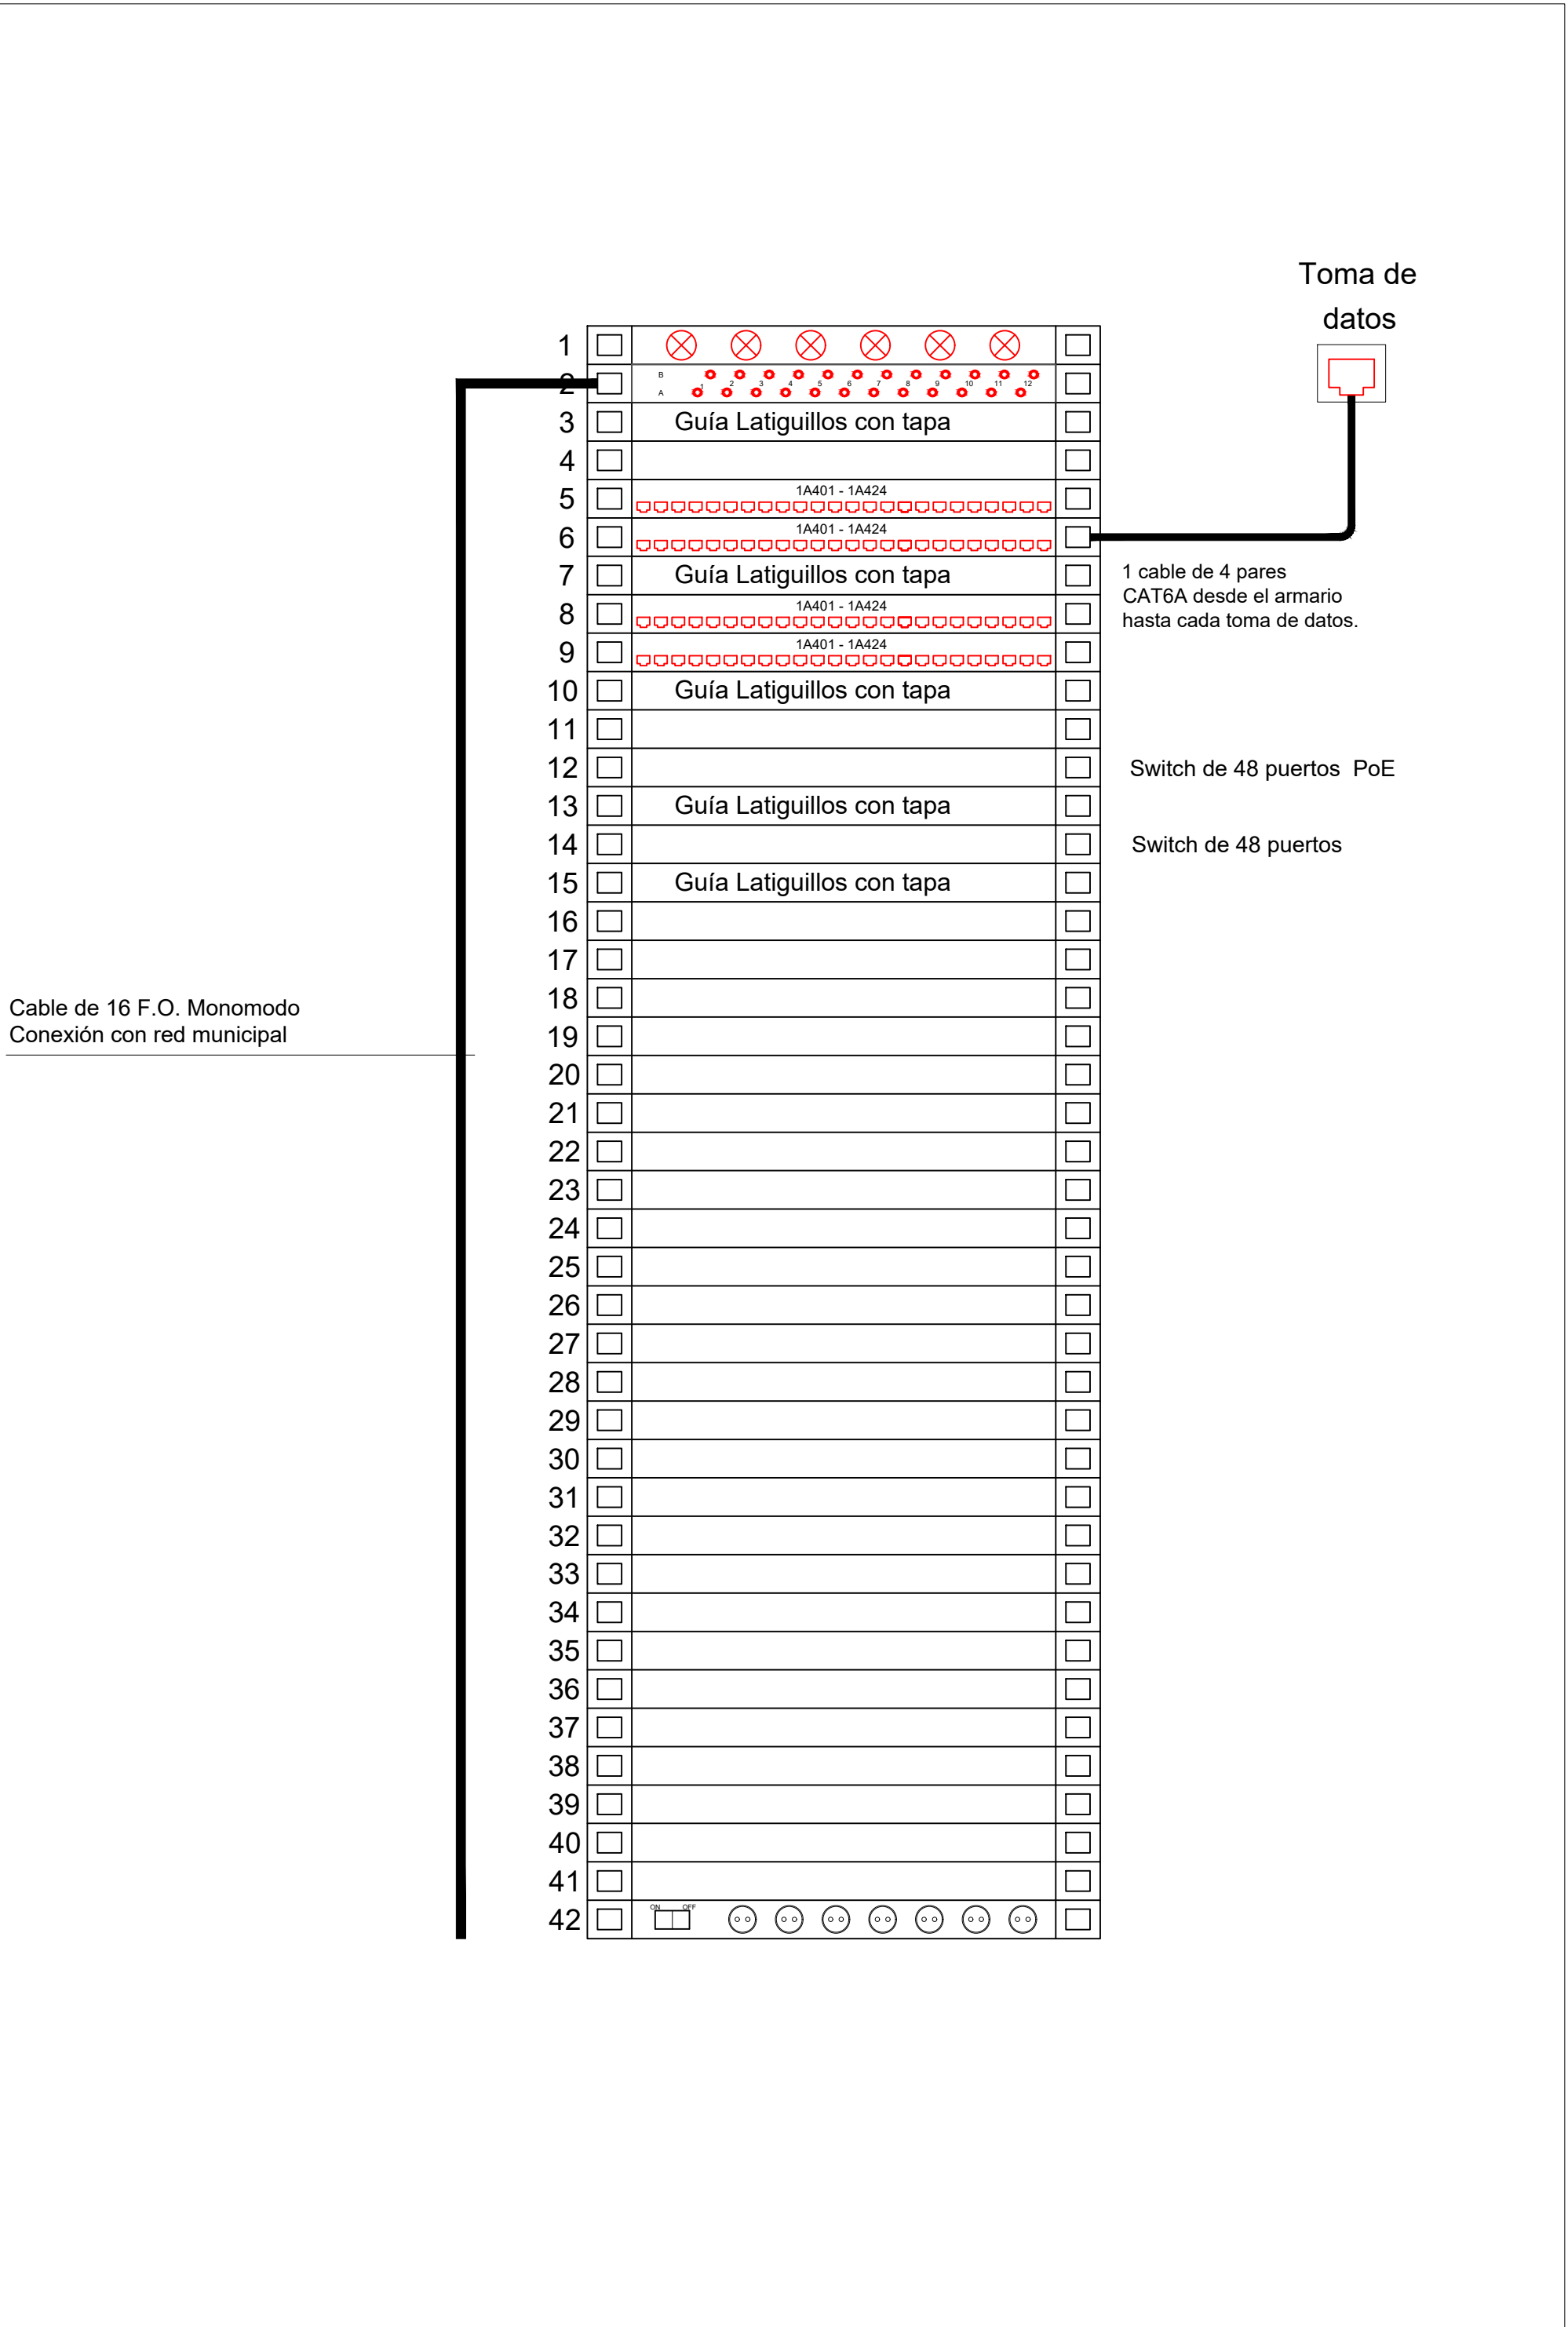 Toma de
datos
1
2
B
1 2 3 4 5 6 7 8 9 10 11 12
A
3 Guía Latiguillos con tapa
4
5 1A401 - 1A424
6 1A401 - 1A424
7 Guía Latiguillos con tapa
1 cable de 4 pares
CAT6A desde el armario
hasta cada toma de datos.
8 1A401 - 1A424
9 1A401 - 1A424
10 Guía Latiguillos con tapa
11
12 Switch de 48 puertos PoE
13 Guía Latiguillos con tapa
14 Switch de 48 puertos
15 Guía Latiguillos con tapa
16
17
18
Cable de 16 F.O. Monomodo
Conexión con red municipal
19
20
21
22
23
24
25
26
27
28
29
30
31
32
33
34
35
36
37
38
39
40
41
42 ON OFF